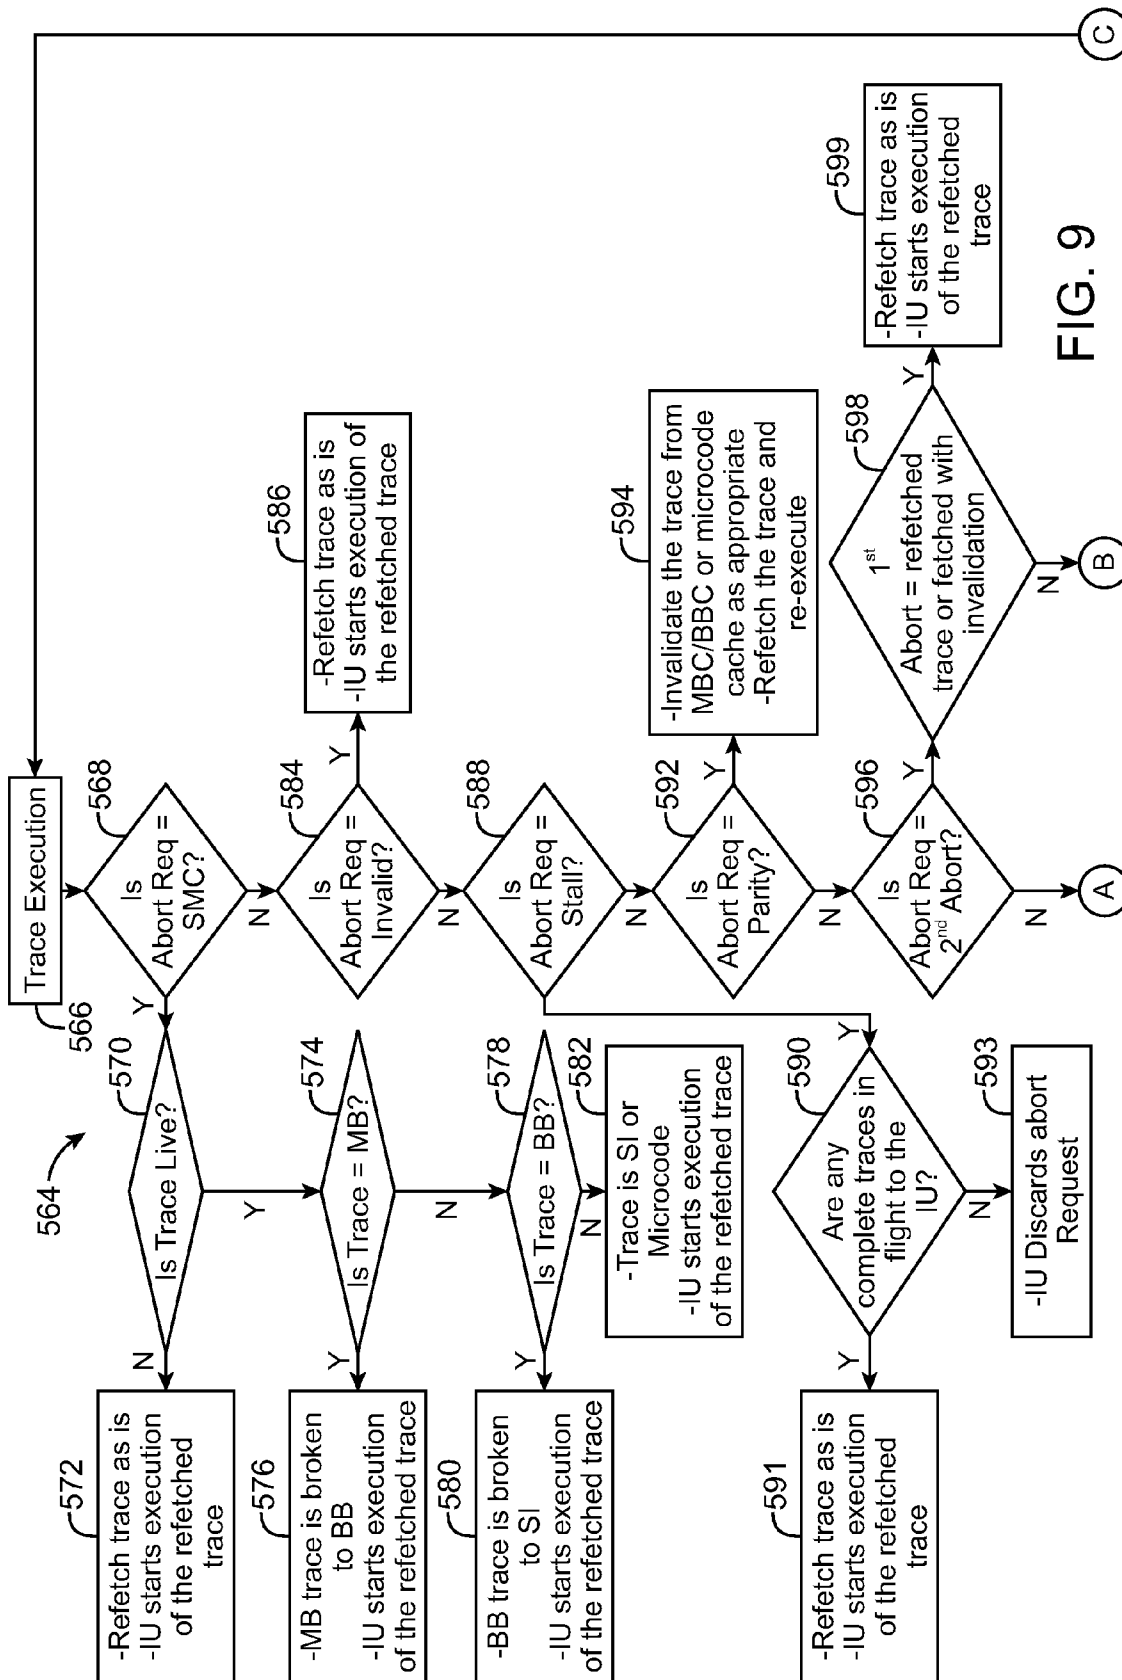 564
Trace Execution
566
C
Is
Abort Req =
SMC?
568
Y
N
Is Trace Live?
570
N
Y
-Refetch trace as is
-IU starts execution
of the refetched
trace
572
Is Trace = MB?
574
Y
N
-MB trace is broken
to BB
-IU starts execution
of the refetched trace
576
Is Trace = BB?
578
Y
N
-BB trace is broken
to SI
-IU starts execution
of the refetched trace
580
-Trace is SI or
Microcode
-IU starts execution
of the refetched trace
582
Is
Abort Req =
Invalid?
584
Y
N
-Refetch trace as is
-IU starts execution of
the refetched trace
586
Is
Abort Req =
Stall?
588
Y
N
Are any
complete traces in
flight to the
IU?
590
Y
N
-Refetch trace as is
-IU starts execution
of the refetched
trace
591
-IU Discards abort
Request
593
Is
Abort Req =
Parity?
592
Y
N
-Invalidate the trace from
MBC/BBC or microcode
cache as appropriate
-Refetch the trace and
re-execute
594
Is
Abort Req =
2nd Abort?
596
Y
N
A
1st
Abort = refetched
trace or fetched with
invalidation
598
Y
N
B
-Refetch trace as is
-IU starts execution
of the refetched
trace
599
FIG. 9